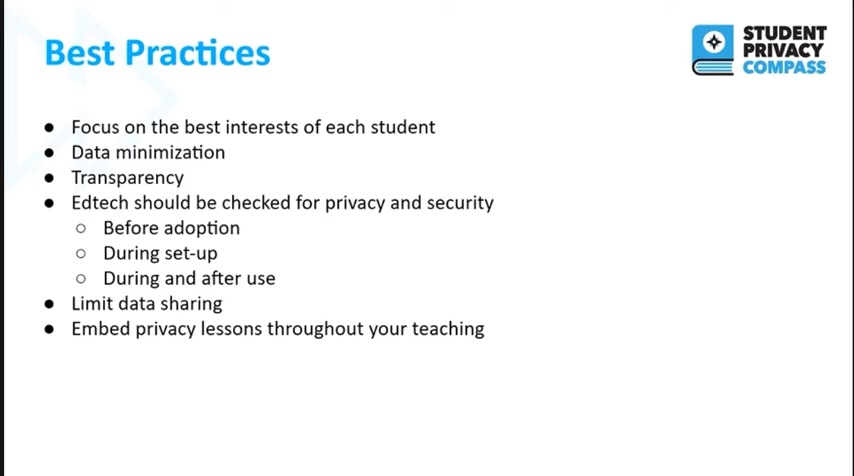 Best Practices
STUDENT
PRIVACY
COMPASS
● Focus on the best interests of each student
● Data minimization
● Transparency
● Edtech should be checked for privacy and security
○ Before adoption
○ During set-up
○ During and after use
● Limit data sharing
● Embed privacy lessons throughout your teaching